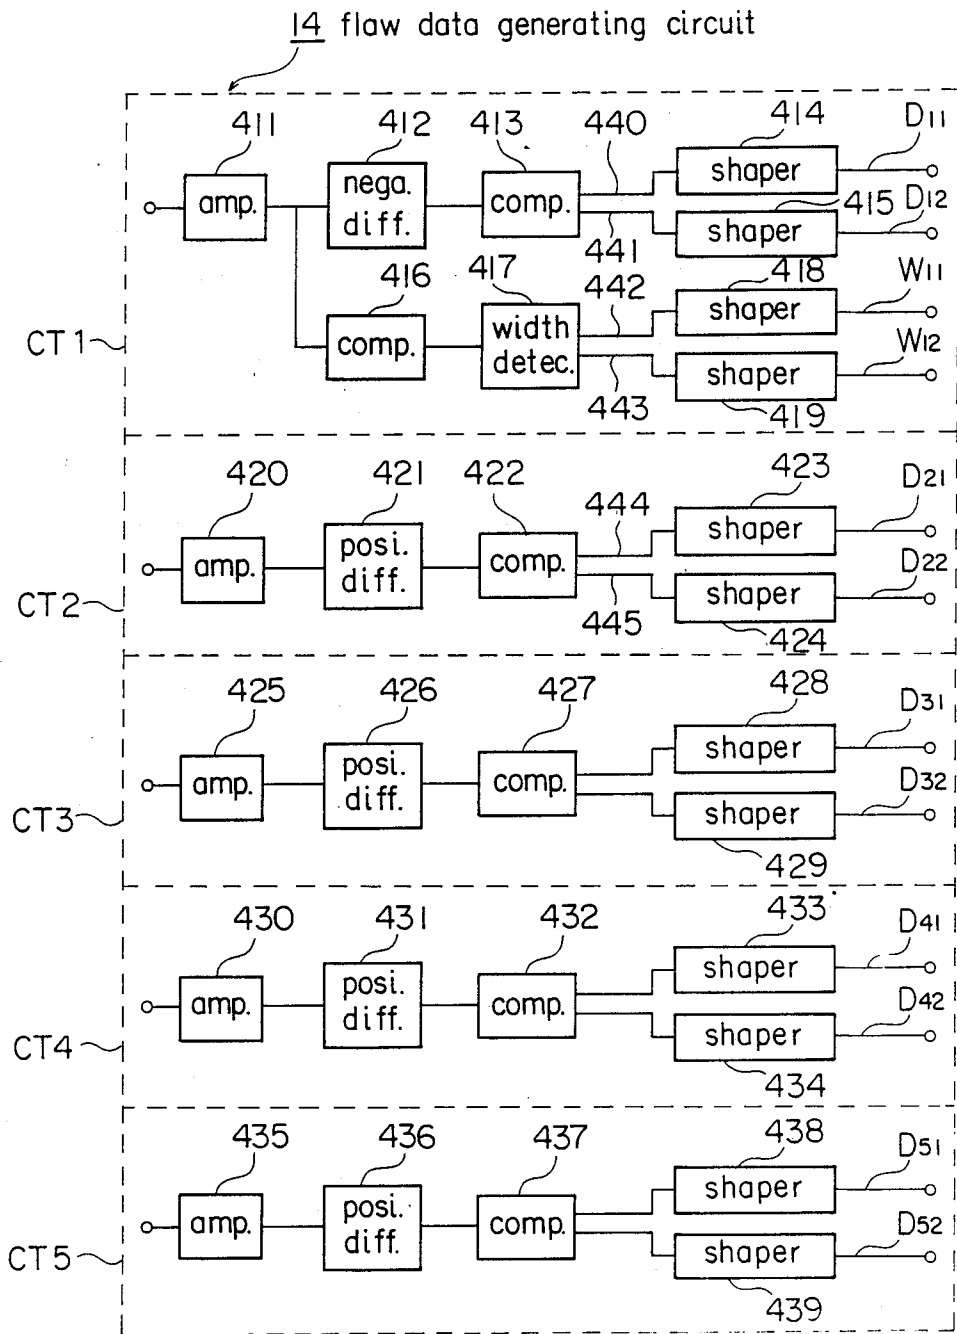 14 flaw data generating circuit
411 412 413 440 414 D11
amp. nega. diff. comp. shaper
415 D12
441 shaper
416 417 442 418 W11
CT1 comp. width detec. shaper
W12
443 shaper
419
420 421 422 444 423 D21
amp. posi. diff. comp. shaper
D22
CT2 445 shaper
424
425 426 427 428 D31
amp. posi. diff. comp. shaper
D32
CT3 shaper
429
430 431 432 433 D41
amp. posi. diff. comp. shaper
D42
CT4 shaper
434
435 436 437 438 D51
amp. posi. diff. comp. shaper
D52
CT5 shaper
439